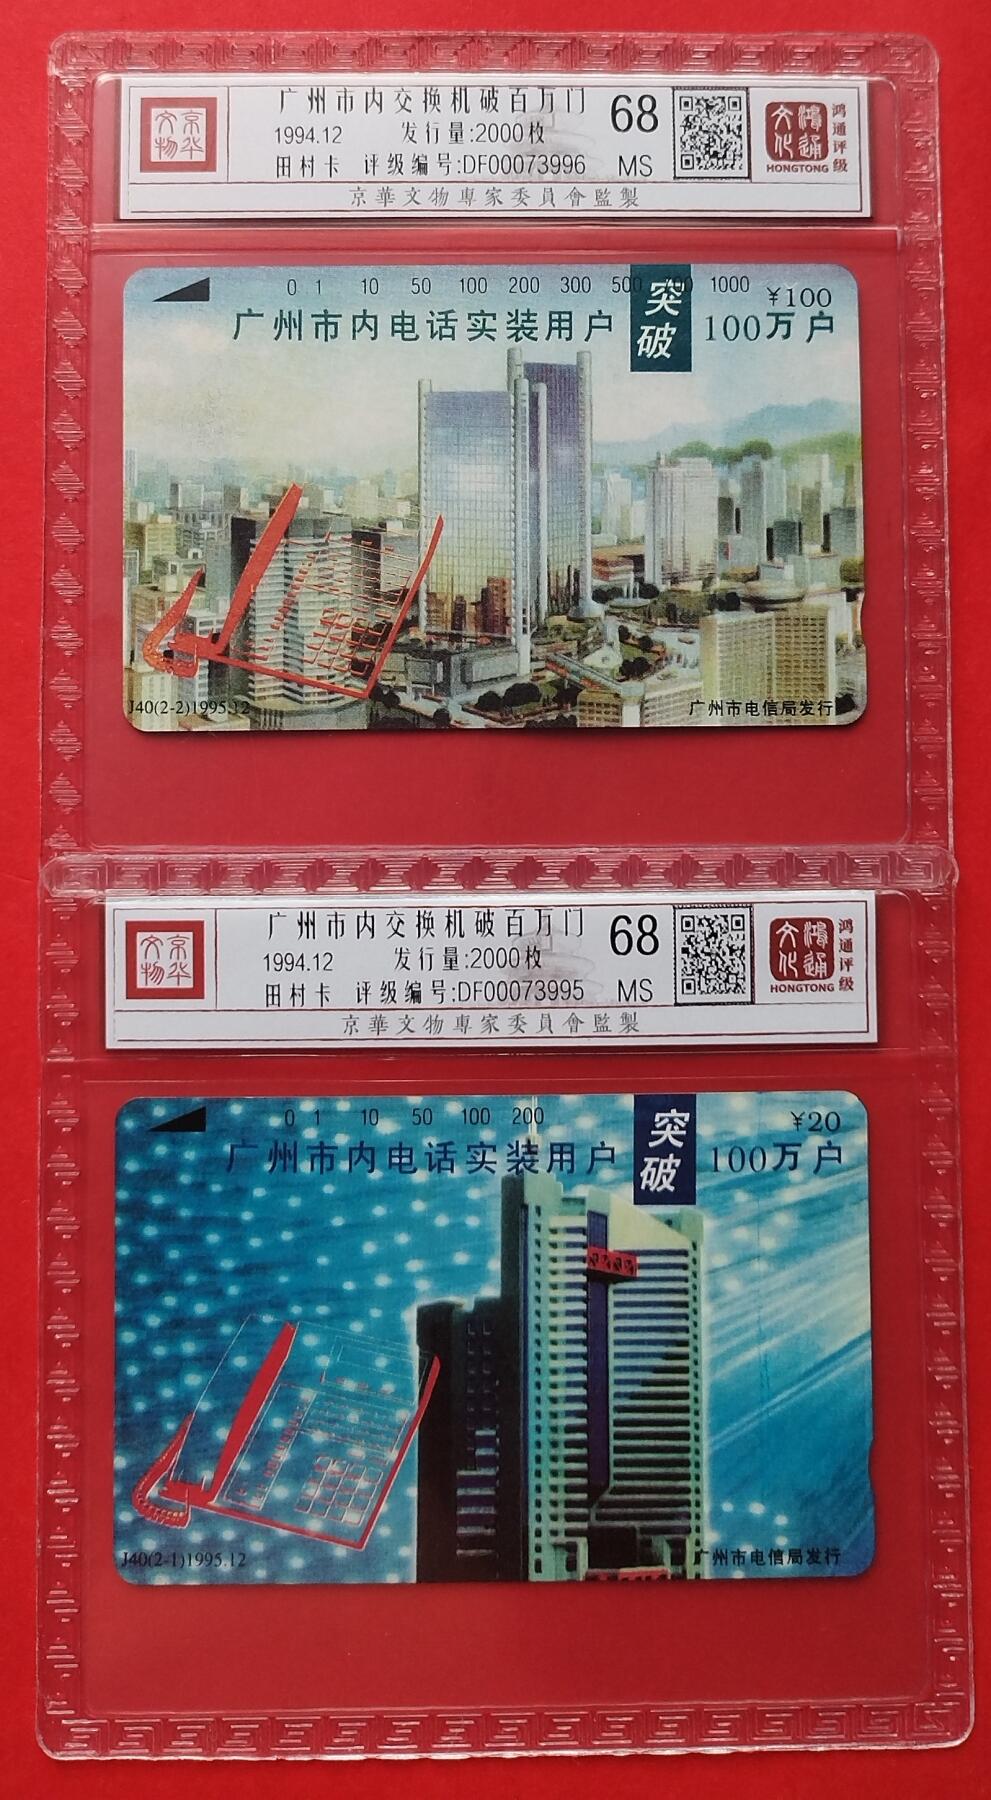 京华文物
广州市内交换机破百万门
1994.12 发行量:2000枚
田村卡 评级编号:DF00073996
68
MS
鸿通文化
HONGTONG
鸿通评级
京華文物專家委員會監製
0 1 10 50 100 200 300 500 700 1000
¥100
广州市内电话实装用户 突破 100万户
J40(2-2)1995.12
广州市电信局发行
京华文物
广州市内交换机破百万门
1994.12 发行量:2000枚
田村卡 评级编号:DF00073995
68
MS
鸿通文化
HONGTONG
鸿通评级
京華文物專家委員會監製
0 1 10 50 100 200
¥20
广州市内电话实装用户 突破 100万户
J40(2-1)1995.12
广州市电信局发行